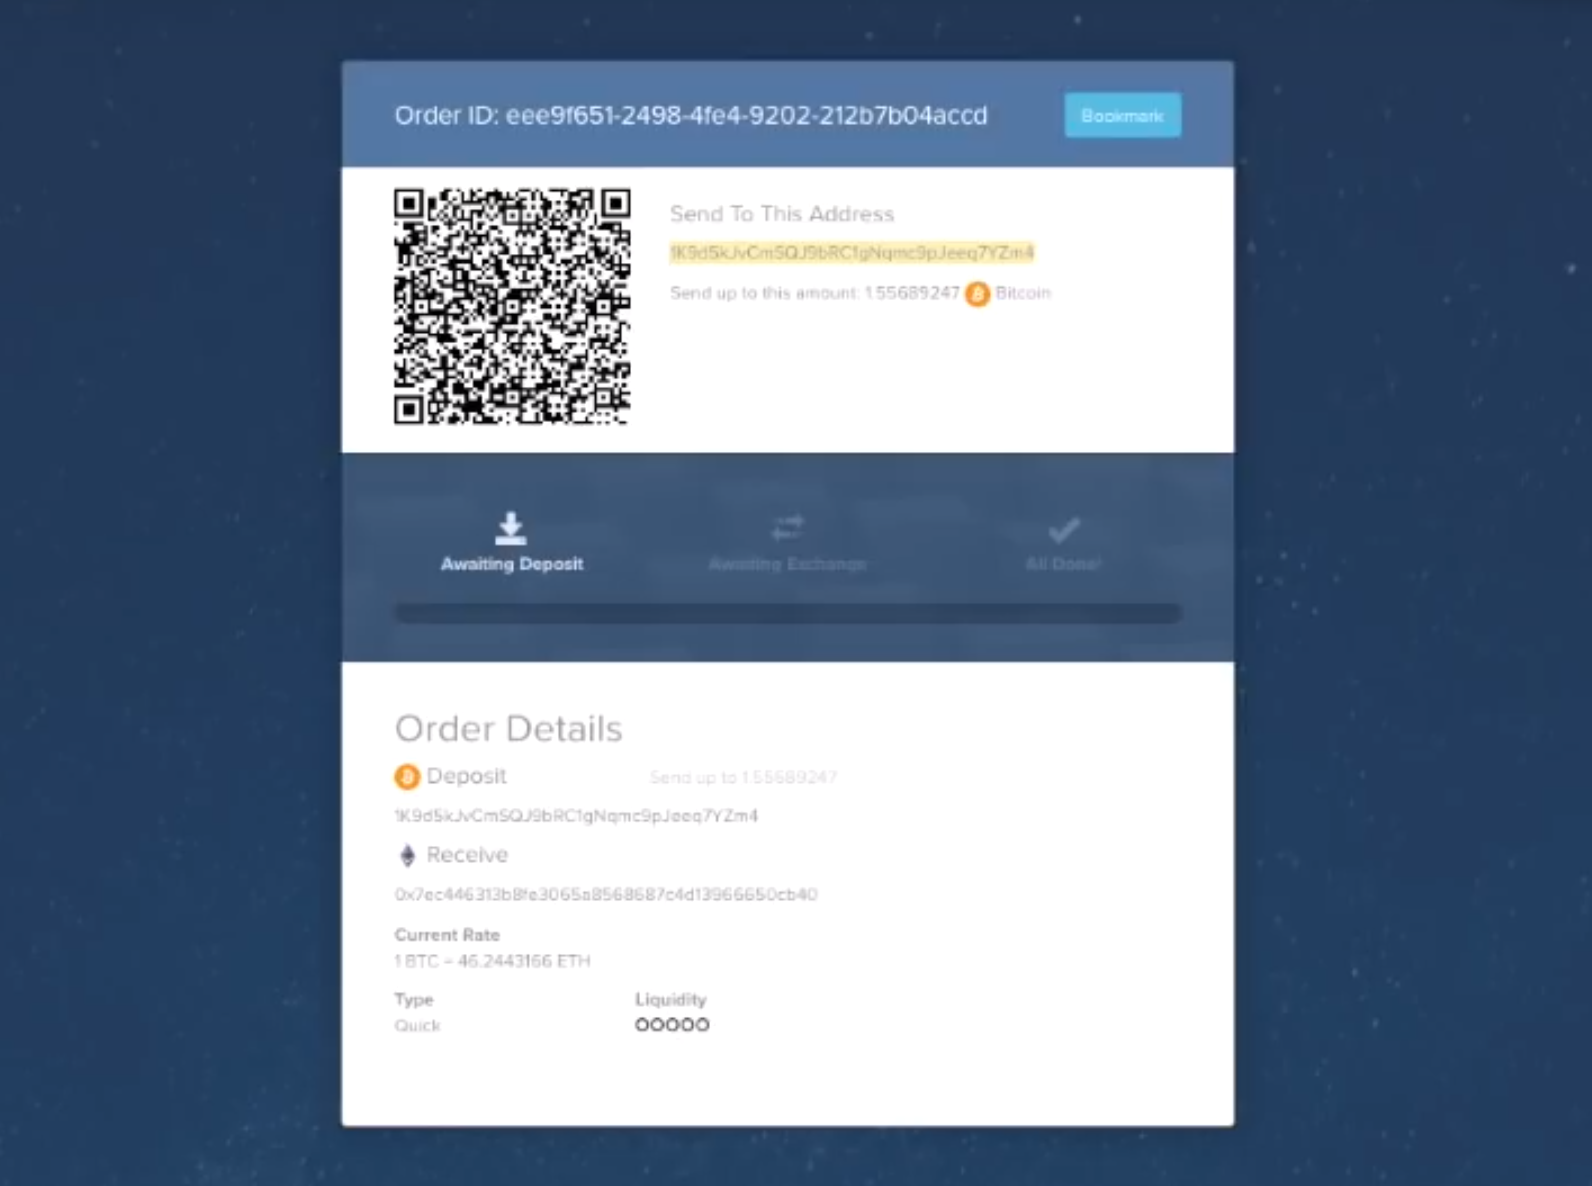 Order ID: eee9f651-2498-4fe4-9202-212b7b04accd
Bookmark
Send To This Address
1K9d5kJvCmSQJ9bRC1gNqmc9pJeeq7YZm4
Send up to this amount: 1.55689247 Bitcoin
Awaiting Deposit
Awaiting Exchange
All Done!
Order Details
Deposit
Send up to 1.55689247
1K9d5kJvCmSQJ9bRC1gNqmc9pJeeq7YZm4
Receive
0x7ec446313b8fe3065a8568687c4d13966650cb40
Current Rate
1 BTC = 46.2443166 ETH
Type
Liquidity
Quick